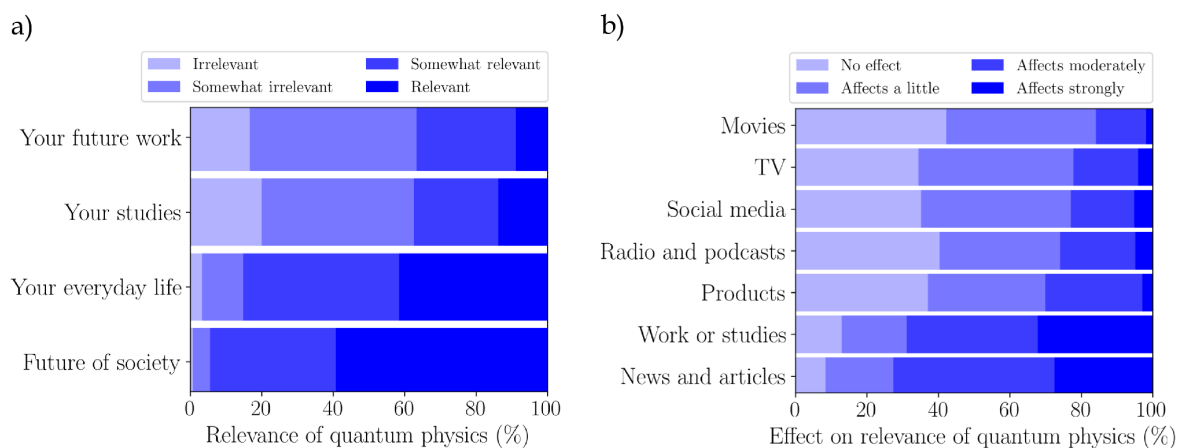 a)
Irrelevant
Somewhat irrelevant
Somewhat relevant
Relevant
Your future work
Your studies
Your everyday life
Future of society
0 20 40 60 80 100
Relevance of quantum physics (%)
b)
No effect
Affects a little
Affects moderately
Affects strongly
Movies
TV
Social media
Radio and podcasts
Products
Work or studies
News and articles
0 20 40 60 80 100
Effect on relevance of quantum physics (%)